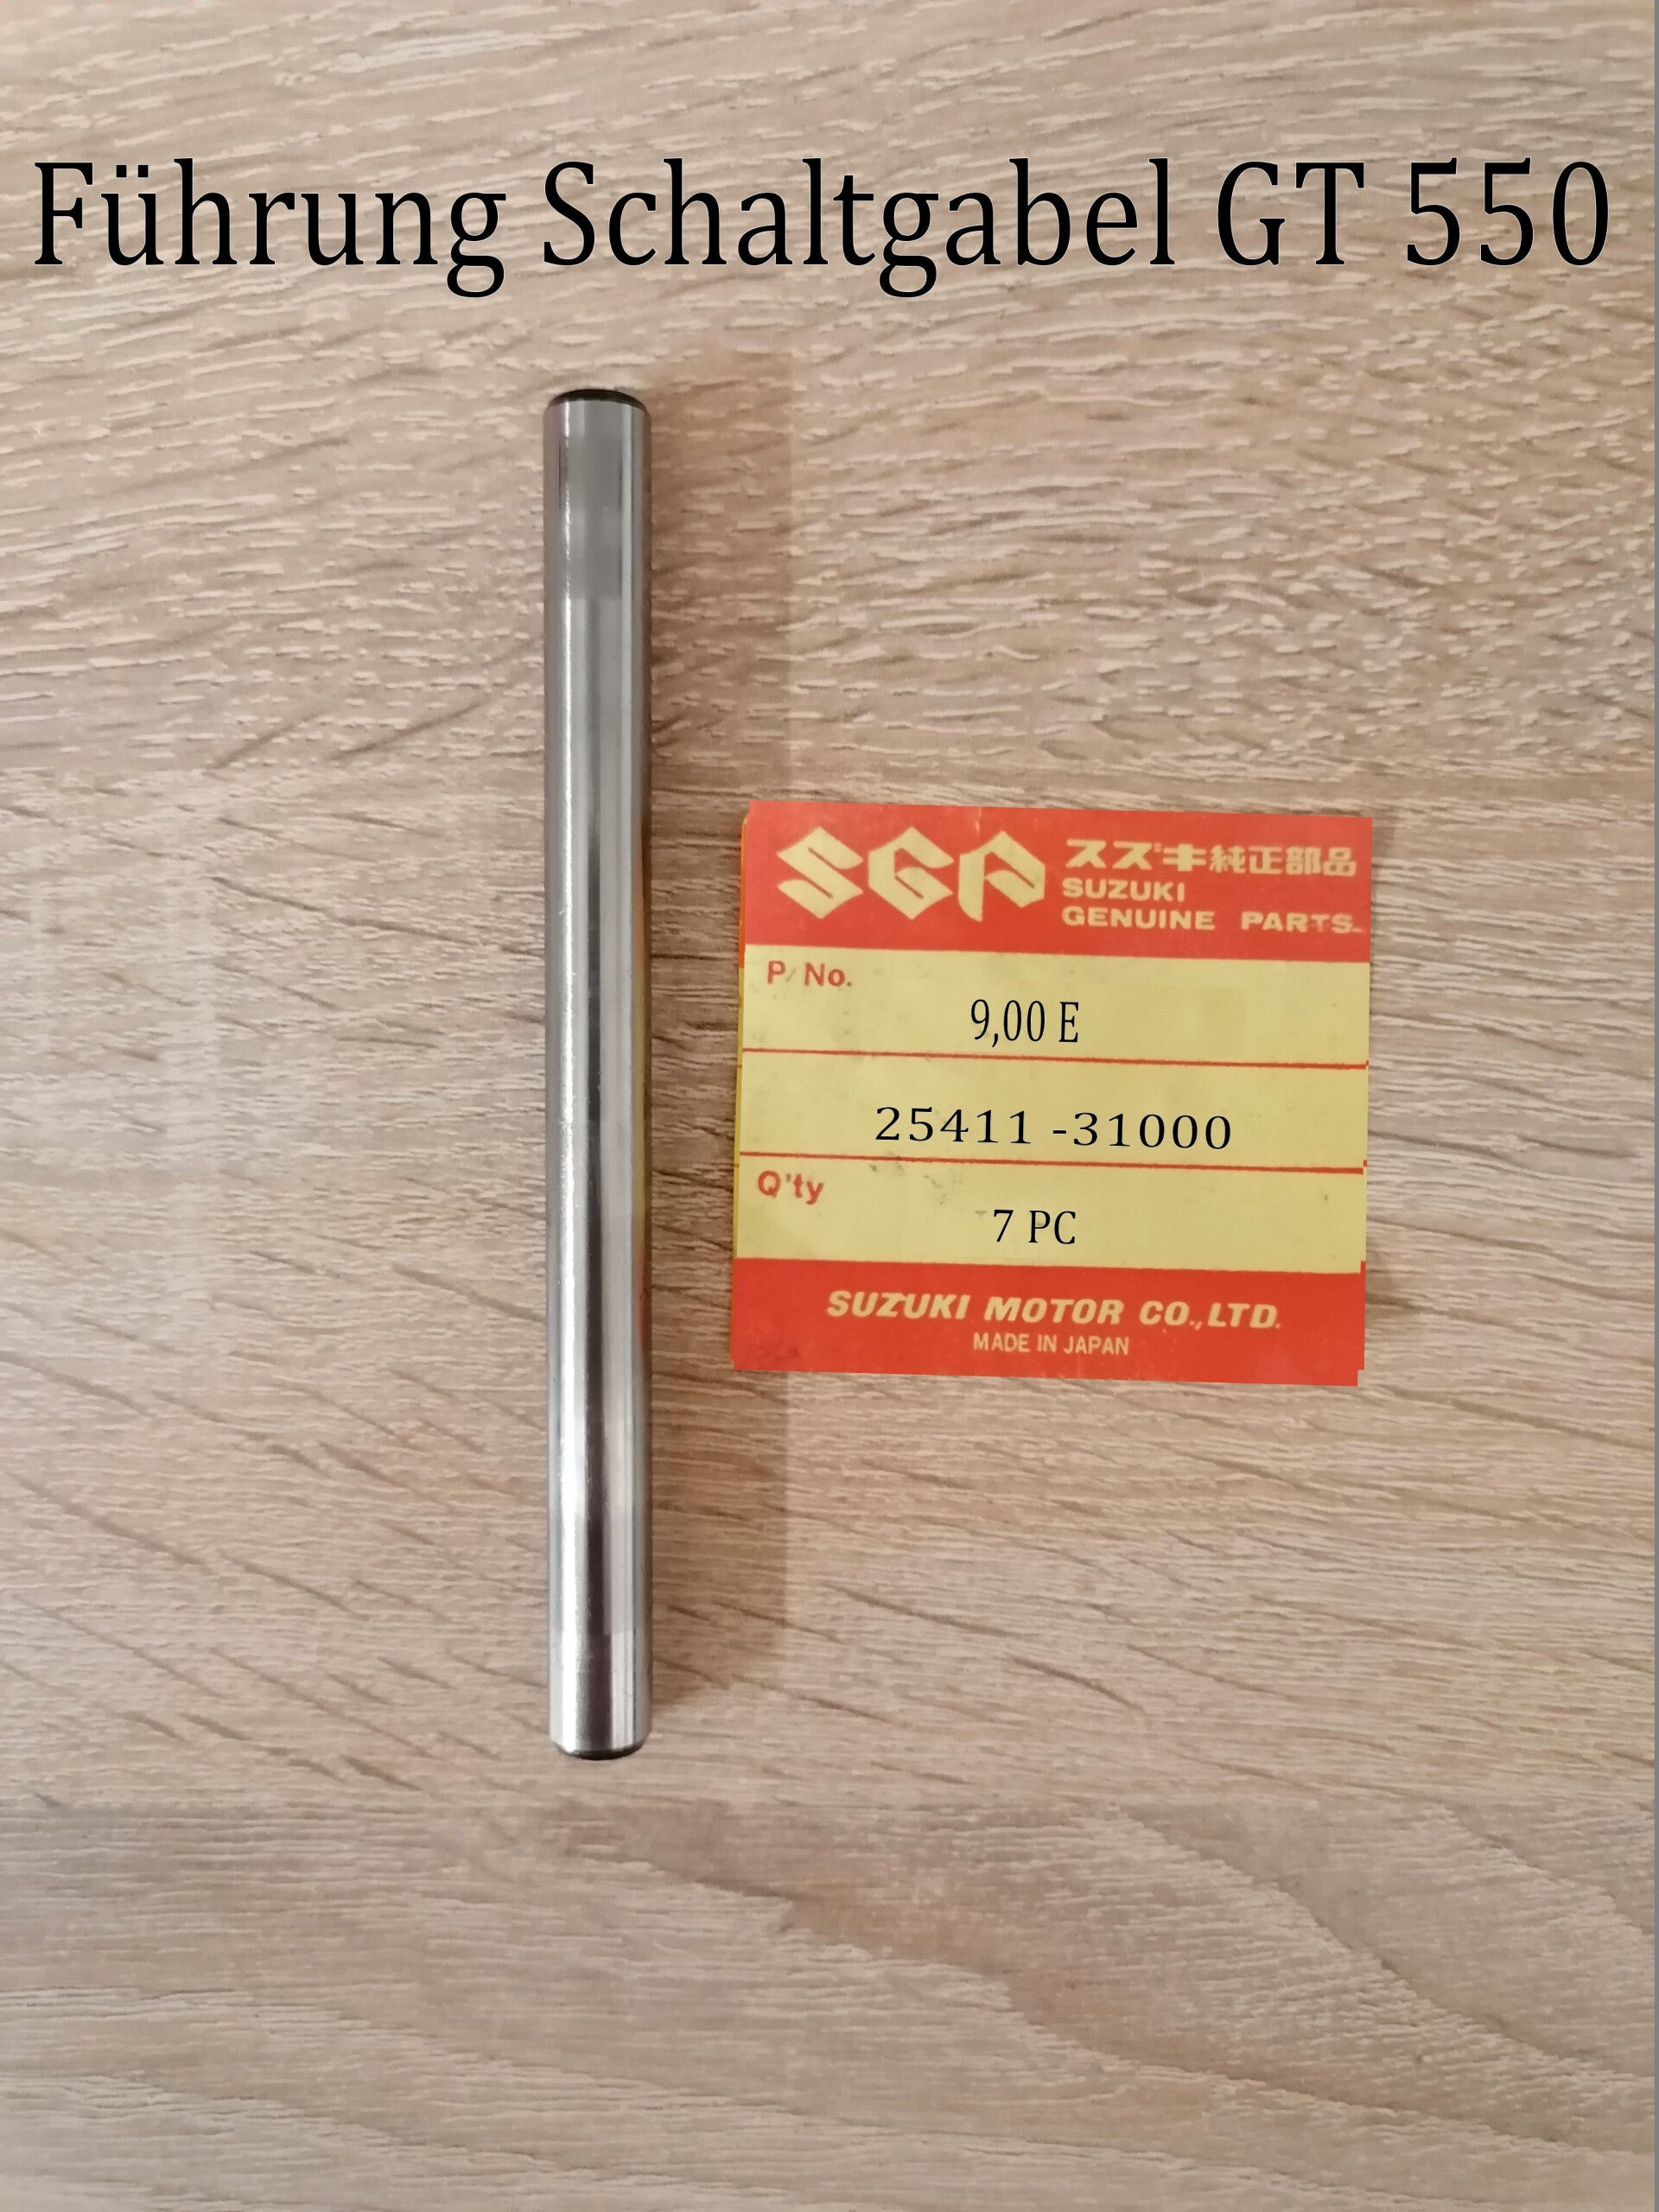 Führung Schaltgabel GT 550
SGP スズキ純正部品
SUZUKI
GENUINE PARTS
P/No.
9,00 E
25411 -31000
Q'ty
7 PC
SUZUKI MOTOR CO.,LTD.
MADE IN JAPAN